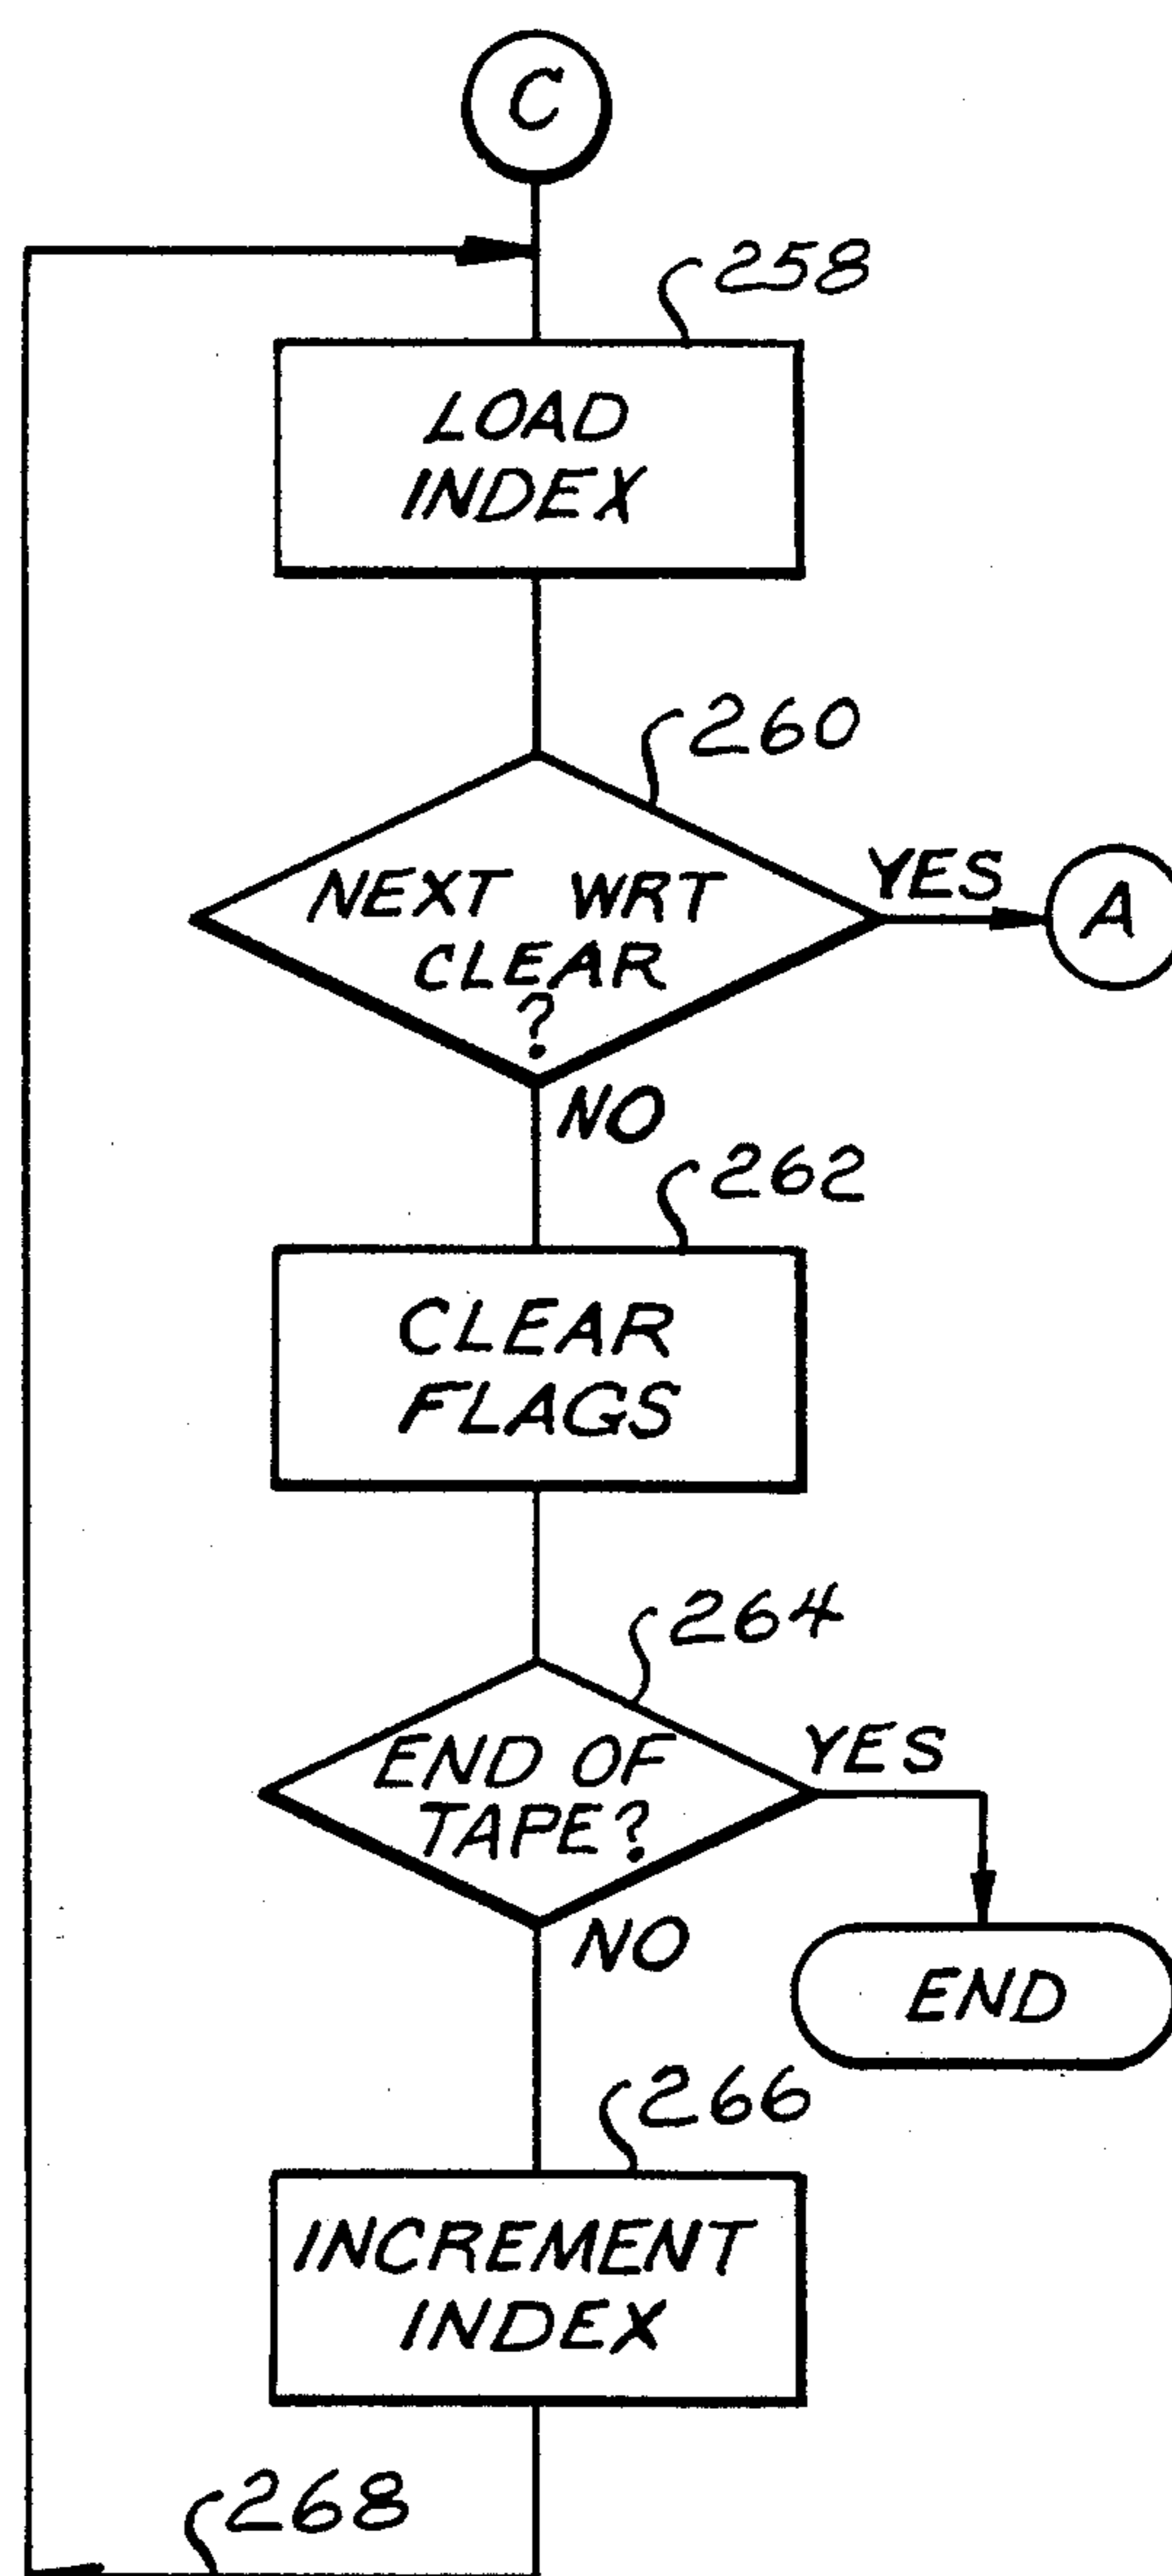 C
258
LOAD
INDEX
260
NEXT WRT
CLEAR
?
YES
A
NO
262
CLEAR
FLAGS
264
END OF
TAPE?
YES
NO
END
266
INCREMENT
INDEX
268